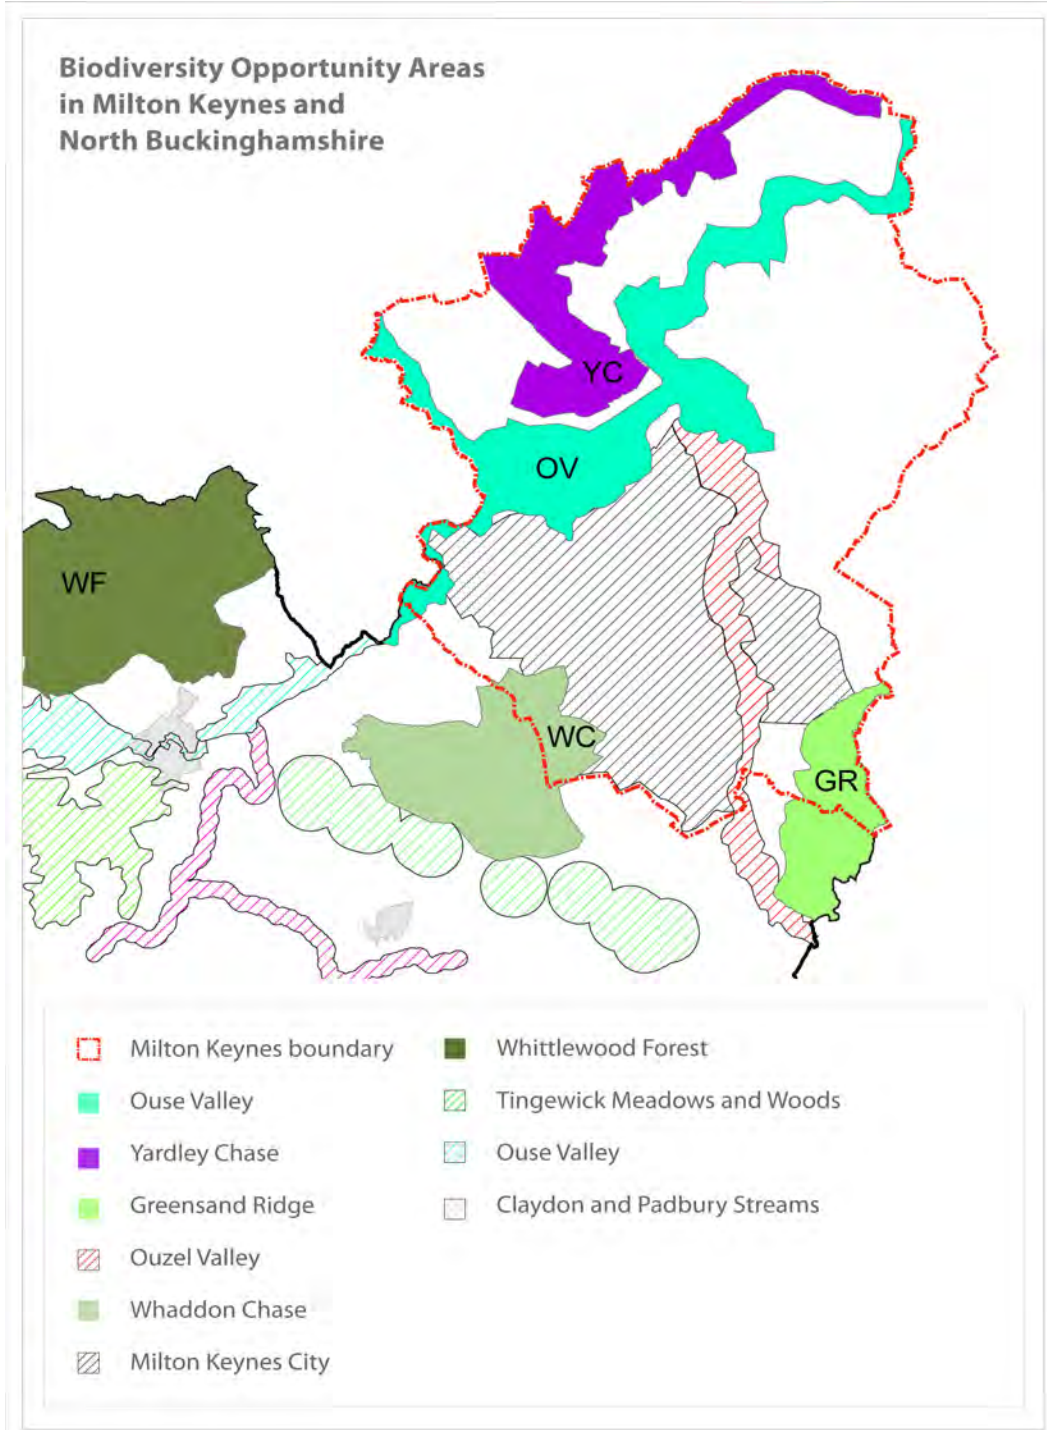 Biodiversity Opportunity Areas
in Milton Keynes and
North Buckinghamshire
YC
OV
WF
WC
GR
Milton Keynes boundary
Ouse Valley
Yardley Chase
Greensand Ridge
Ouzel Valley
Whaddon Chase
Milton Keynes City
Whittlewood Forest
Tingewick Meadows and Woods
Ouse Valley
Claydon and Padbury Streams